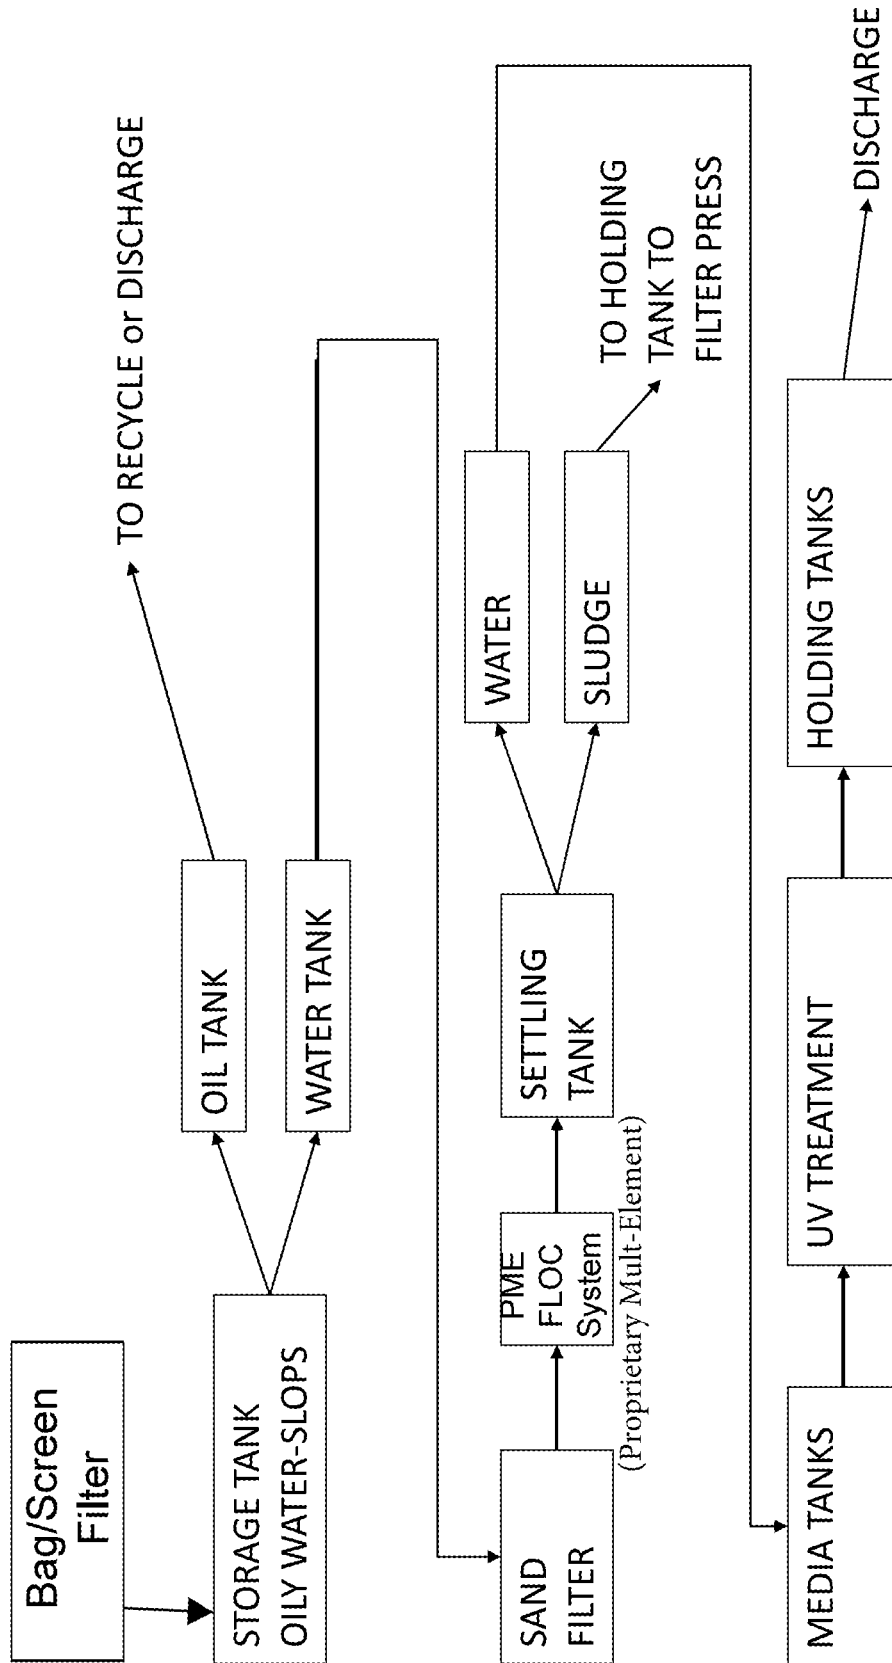 Bag/Screen
Filter
STORAGE TANK
OILY WATER-SLOPS
OIL TANK
WATER TANK
TO RECYCLE or DISCHARGE
SAND
FILTER
PME
FLOC
System
(Proprietary Mult-Element)
SETTLING
TANK
WATER
SLUDGE
TO HOLDING
TANK TO
FILTER PRESS
MEDIA TANKS
UV TREATMENT
HOLDING TANKS
DISCHARGE